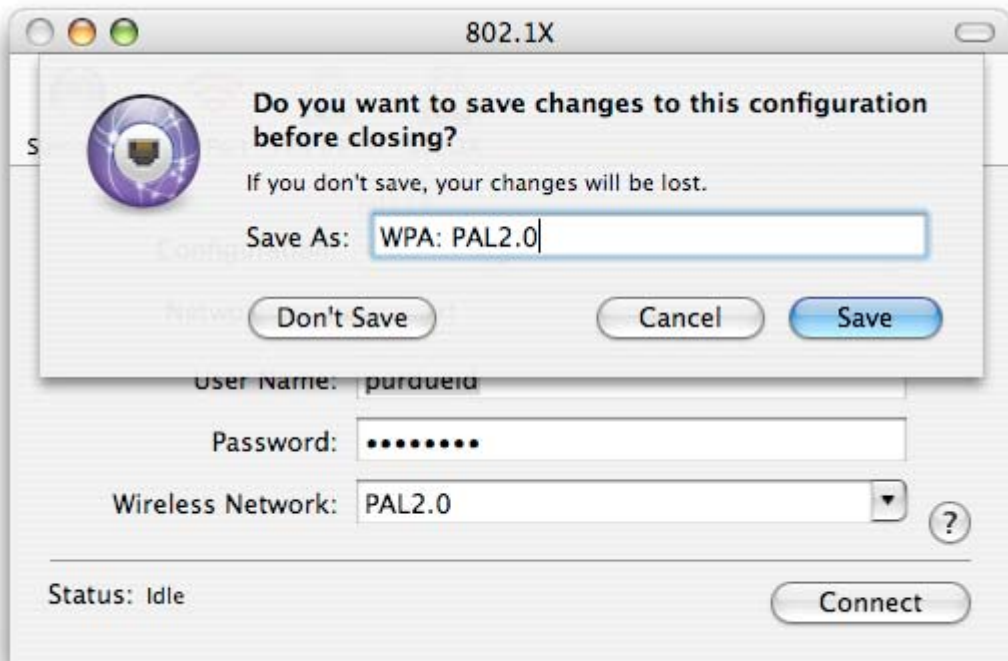 802.1X
Do you want to save changes to this configuration
before closing?
If you don't save, your changes will be lost.
Save As: WPA: PAL2.0
Don't Save Cancel Save
User Name: purdueid
Password: ••••••••
Wireless Network: PAL2.0
?
Status: Idle
Connect